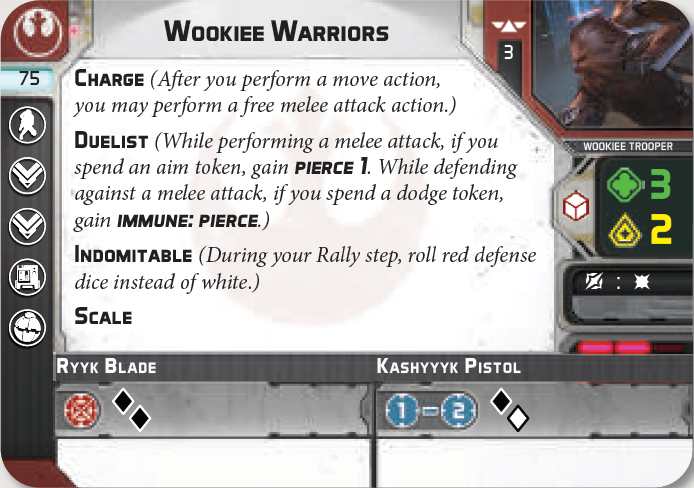 WOOKIEE WARRIORS
3
75
CHARGE (After you perform a move action,
you may perform a free melee attack action.)
DUELIST (While performing a melee attack, if you
spend an aim token, gain PIERCE 1. While defending
against a melee attack, if you spend a dodge token,
gain IMMUNE: PIERCE.)
INDOMITABLE (During your Rally step, roll red defense
dice instead of white.)
SCALE
WOOKIEE TROOPER
3
2
:
RYYK BLADE
KASHYYYK PISTOL
1 – 2